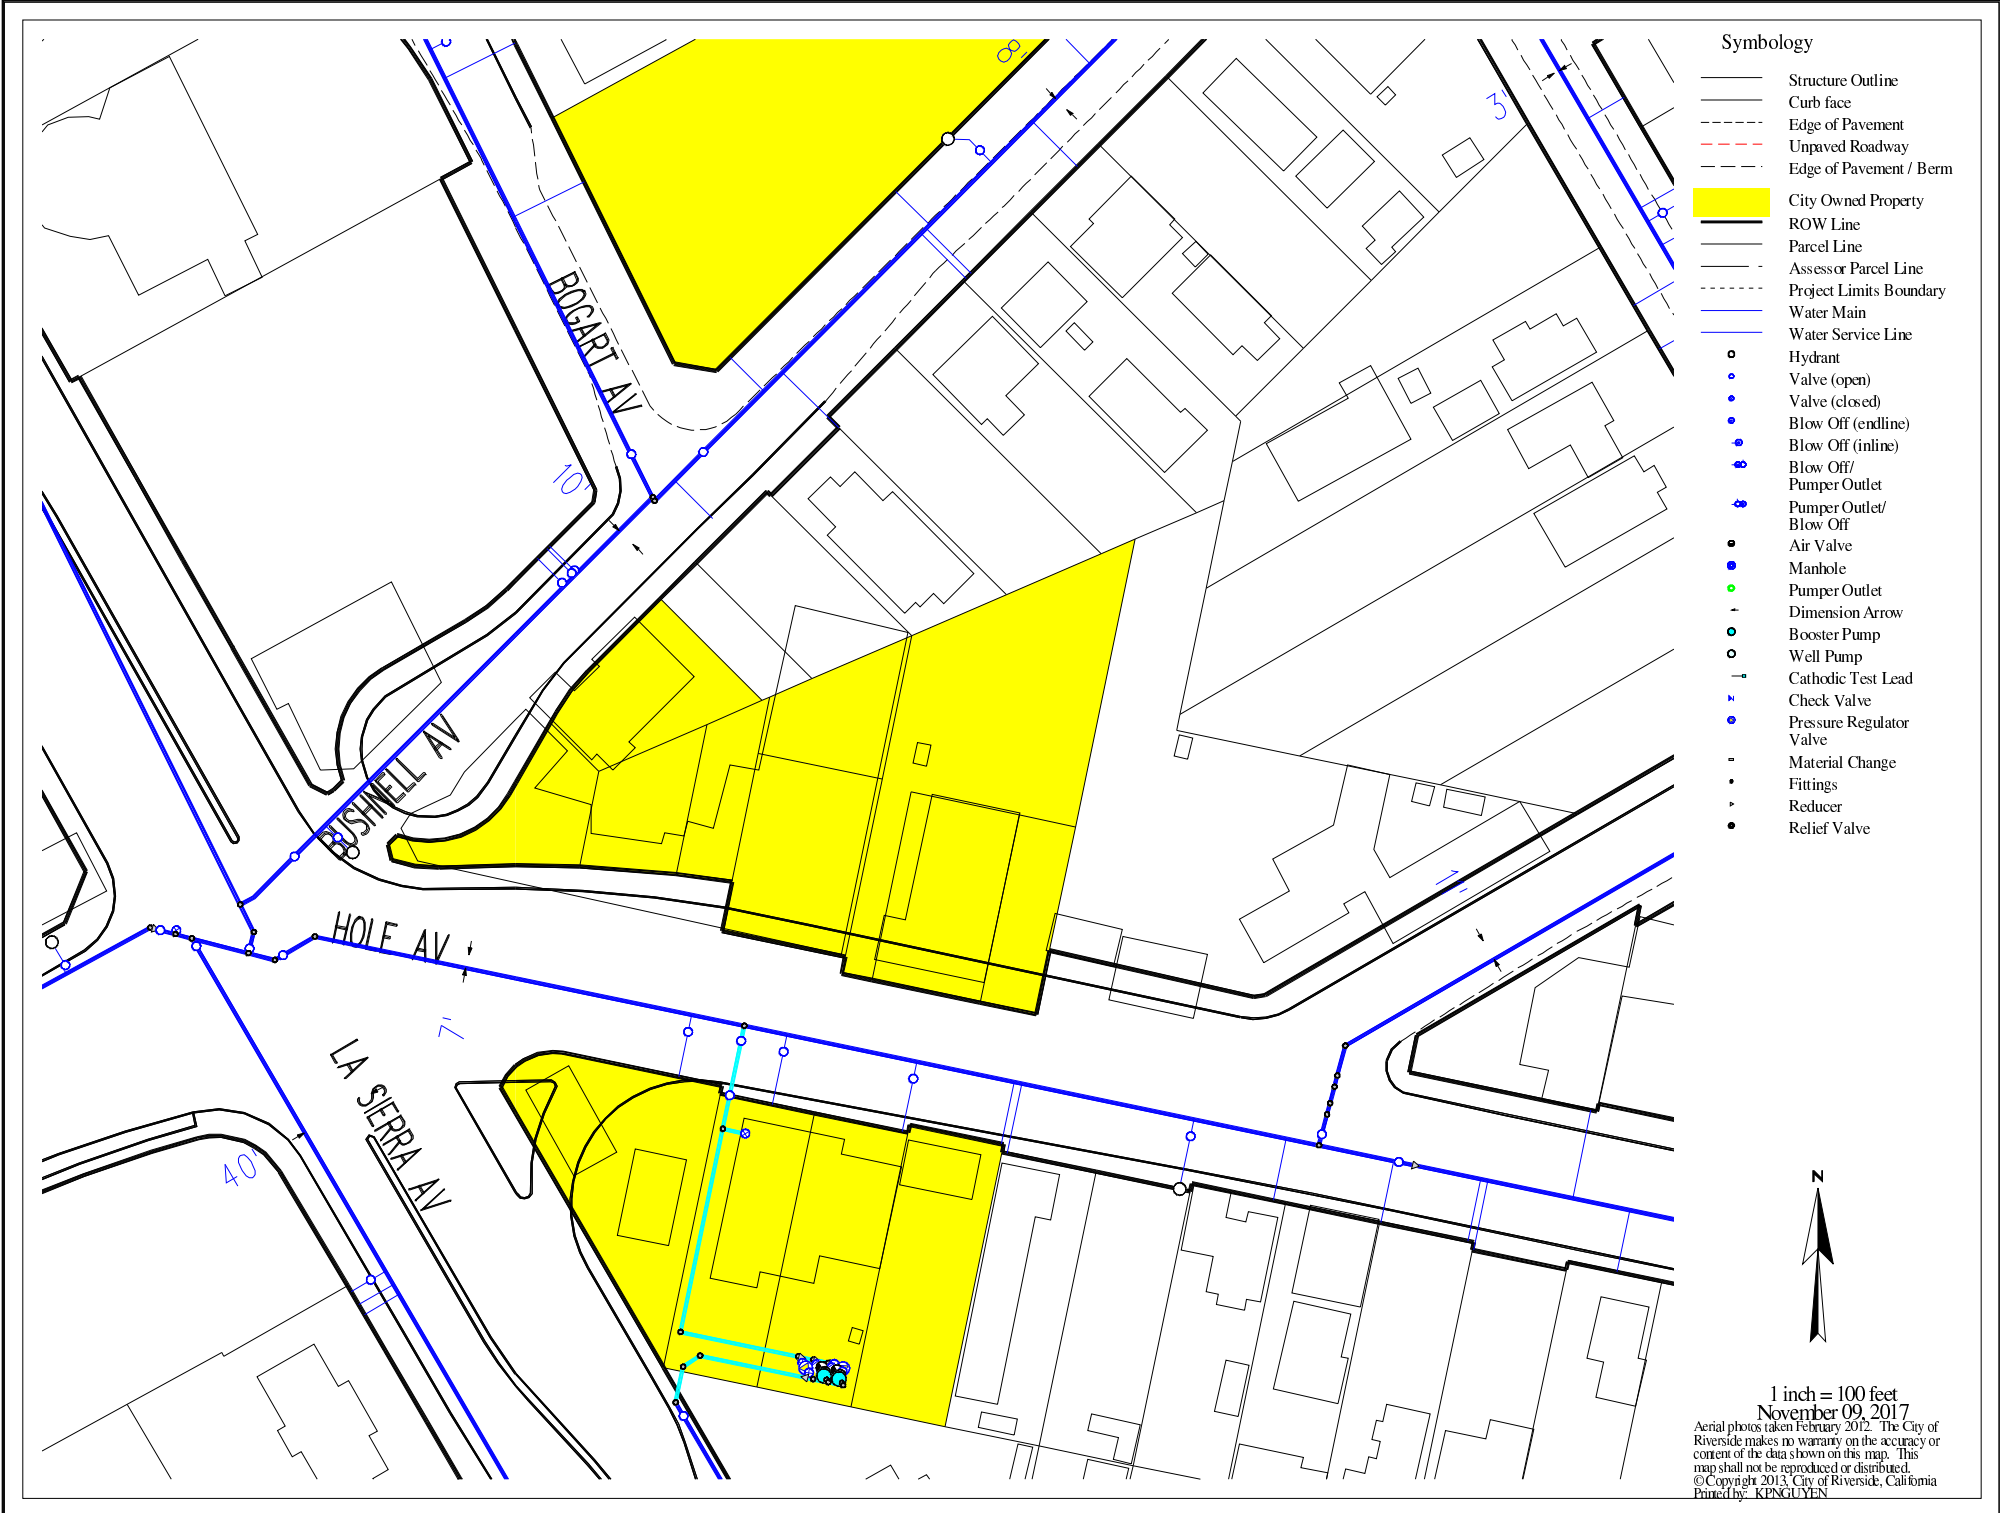 Symbology
Structure Outline
Curb face
Edge of Pavement
Unpaved Roadway
Edge of Pavement / Berm
City Owned Property
ROW Line
Parcel Line
Assessor Parcel Line
Project Limits Boundary
Water Main
Water Service Line
Hydrant
Valve (open)
Valve (closed)
Blow Off (endline)
Blow Off (inline)
Blow Off/
Pumper Outlet
Pumper Outlet/
Blow Off
Air Valve
Manhole
Pumper Outlet
Dimension Arrow
Booster Pump
Well Pump
Cathodic Test Lead
Check Valve
Pressure Regulator
Valve
Material Change
Fittings
Reducer
Relief Valve
8'
3'
BOGART AV
10'
BUSHNELL AV
HOLE AV
7'
11'
LA SIERRA AV
40'
N
1 inch = 100 feet
November 09, 2017
Aerial photos taken February 2012. The City of
Riverside makes no warranty on the accuracy or
content of the data shown on this map. This
map shall not be reproduced or distributed.
© Copyright 2013, City of Riverside, California
Printed by: KPNGUYEN